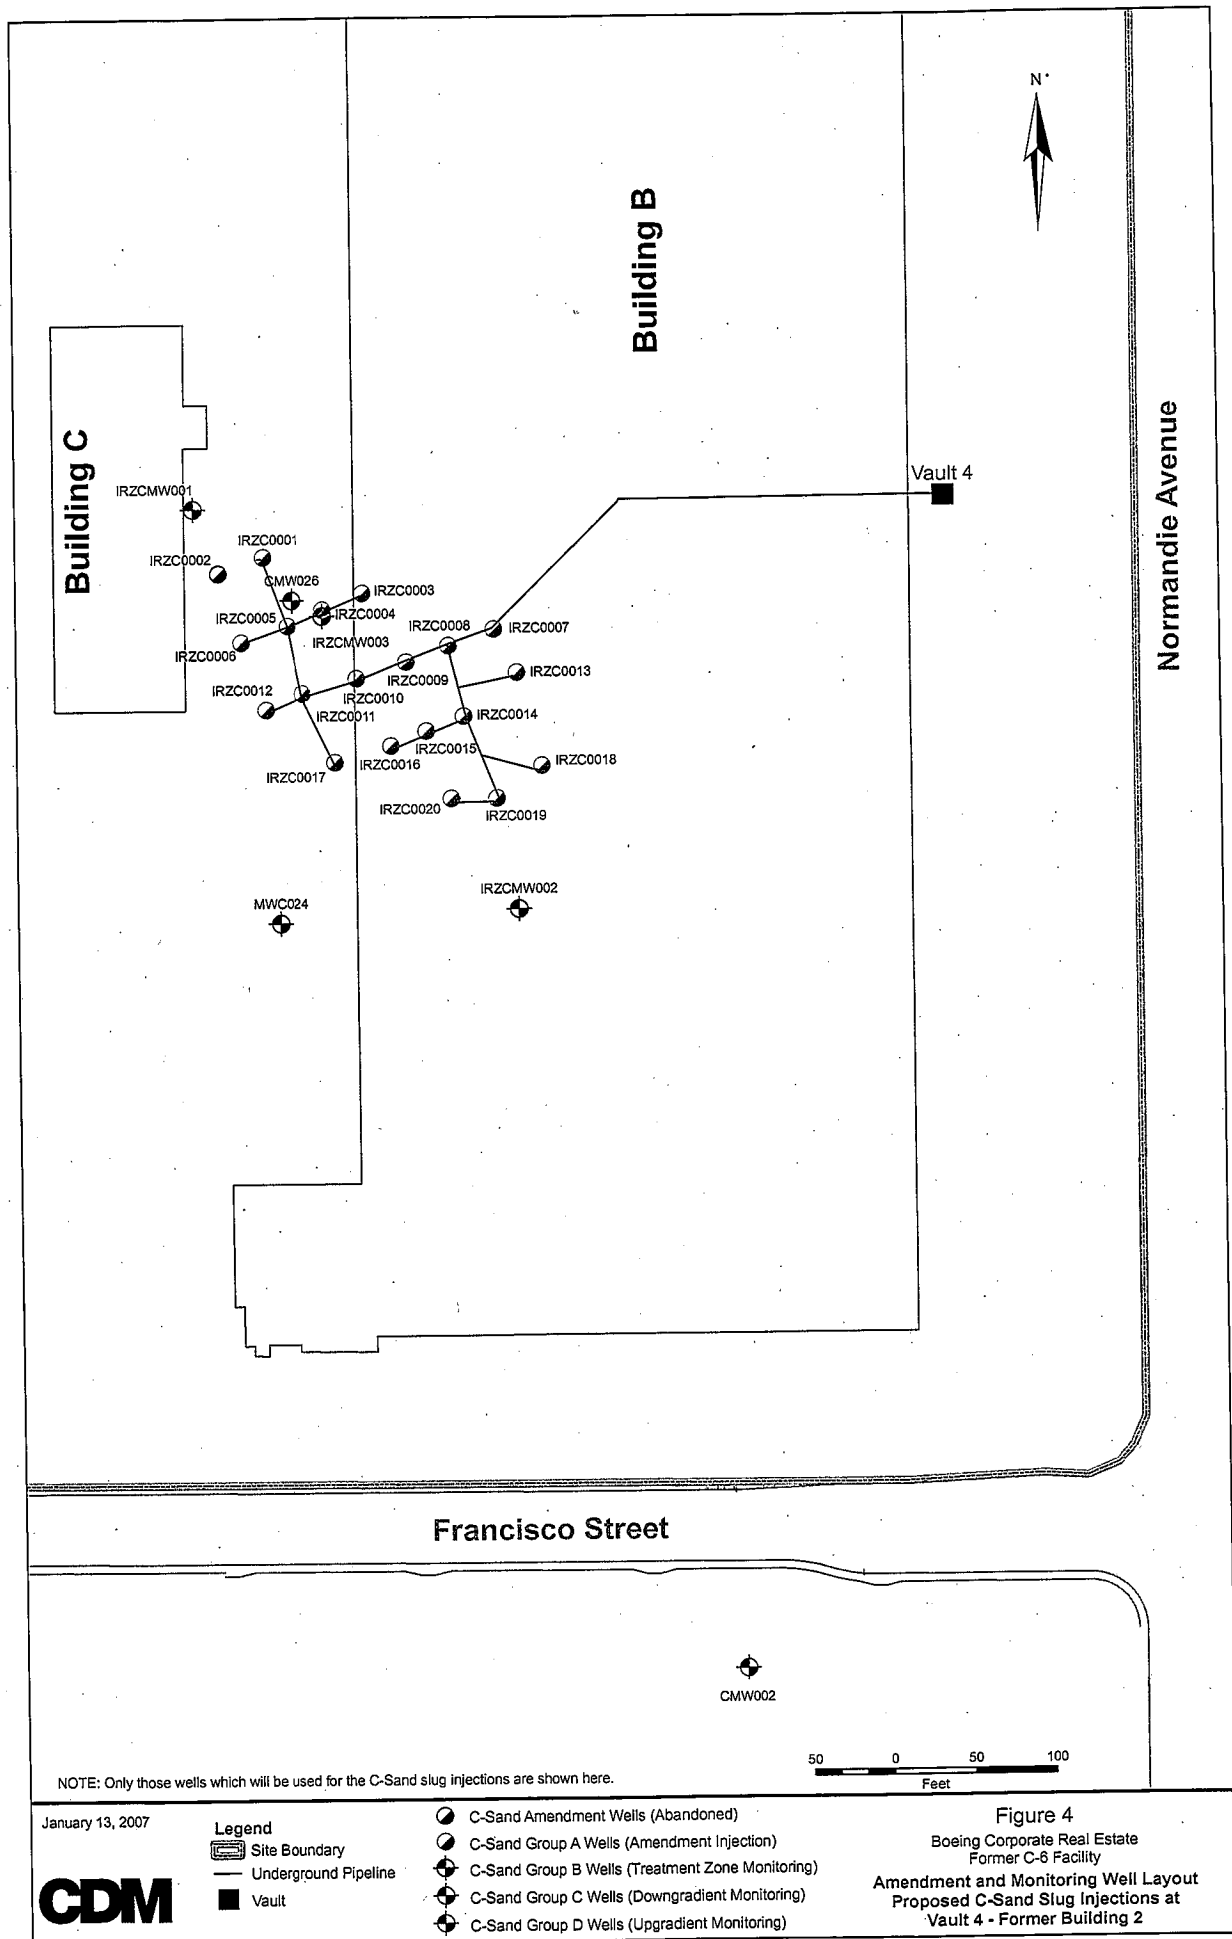 N
Building B
Building C
Normandie Avenue
Vault 4
IRZCMW001
IRZC0001
IRZC0002
CMW026
IRZC0003
IRZC0004
IRZC0005
IRZCMW003
IRZC0006
IRZC0008
IRZC0007
IRZC0009
IRZC0013
IRZC0010
IRZC0012
IRZC0011
IRZC0014
IRZC0015
IRZC0016
IRZC0017
IRZC0018
IRZC0020
IRZC0019
IRZCMW002
MWC024
Francisco Street
CMW002
50 0 50 100
Feet
NOTE: Only those wells which will be used for the C-Sand slug injections are shown here.
January 13, 2007
CDM
Legend
Site Boundary
Underground Pipeline
Vault
C-Sand Amendment Wells (Abandoned)
C-Sand Group A Wells (Amendment Injection)
C-Sand Group B Wells (Treatment Zone Monitoring)
C-Sand Group C Wells (Downgradient Monitoring)
C-Sand Group D Wells (Upgradient Monitoring)
Figure 4
Boeing Corporate Real Estate
Former C-6 Facility
Amendment and Monitoring Well Layout
Proposed C-Sand Slug Injections at
Vault 4 - Former Building 2